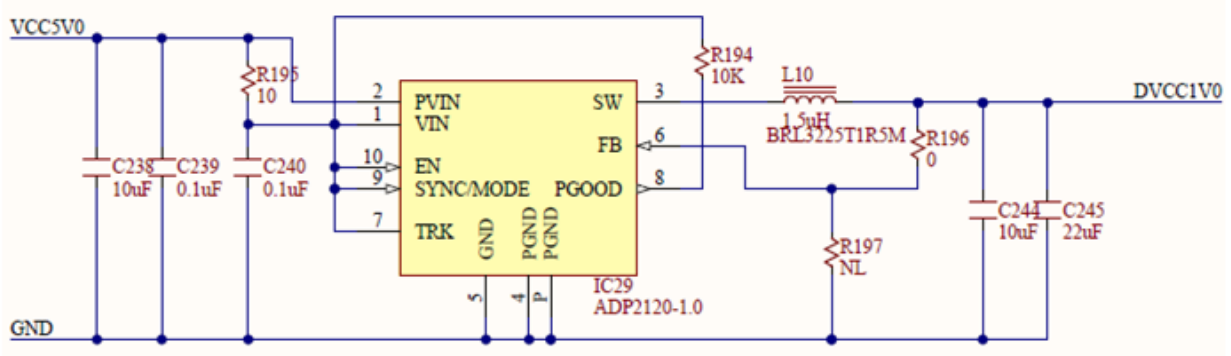 VCC5V0
R195
10
C238
10uF
C239
0.1uF
C240
0.1uF
2
PVIN
1
VIN
10
EN
9
SYNC/MODE
7
TRK
SW
3
FB
6
PGOOD
8
GND
5
PGND
4
PGND
P
IC29
ADP2120-1.0
R194
10K
L10
1.5uH
BRL3225T1R5M
R196
0
R197
NL
C244
10uF
C245
22uF
DVCC1V0
GND